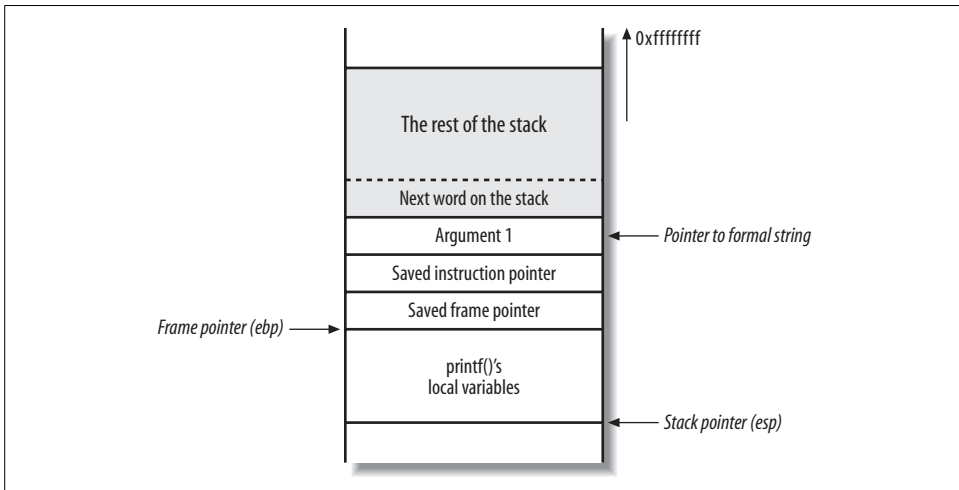 0xffffffff
The rest of the stack
Next word on the stack
Argument 1
Pointer to formal string
Saved instruction pointer
Saved frame pointer
Frame pointer (ebp)
printf()'s
local variables
Stack pointer (esp)